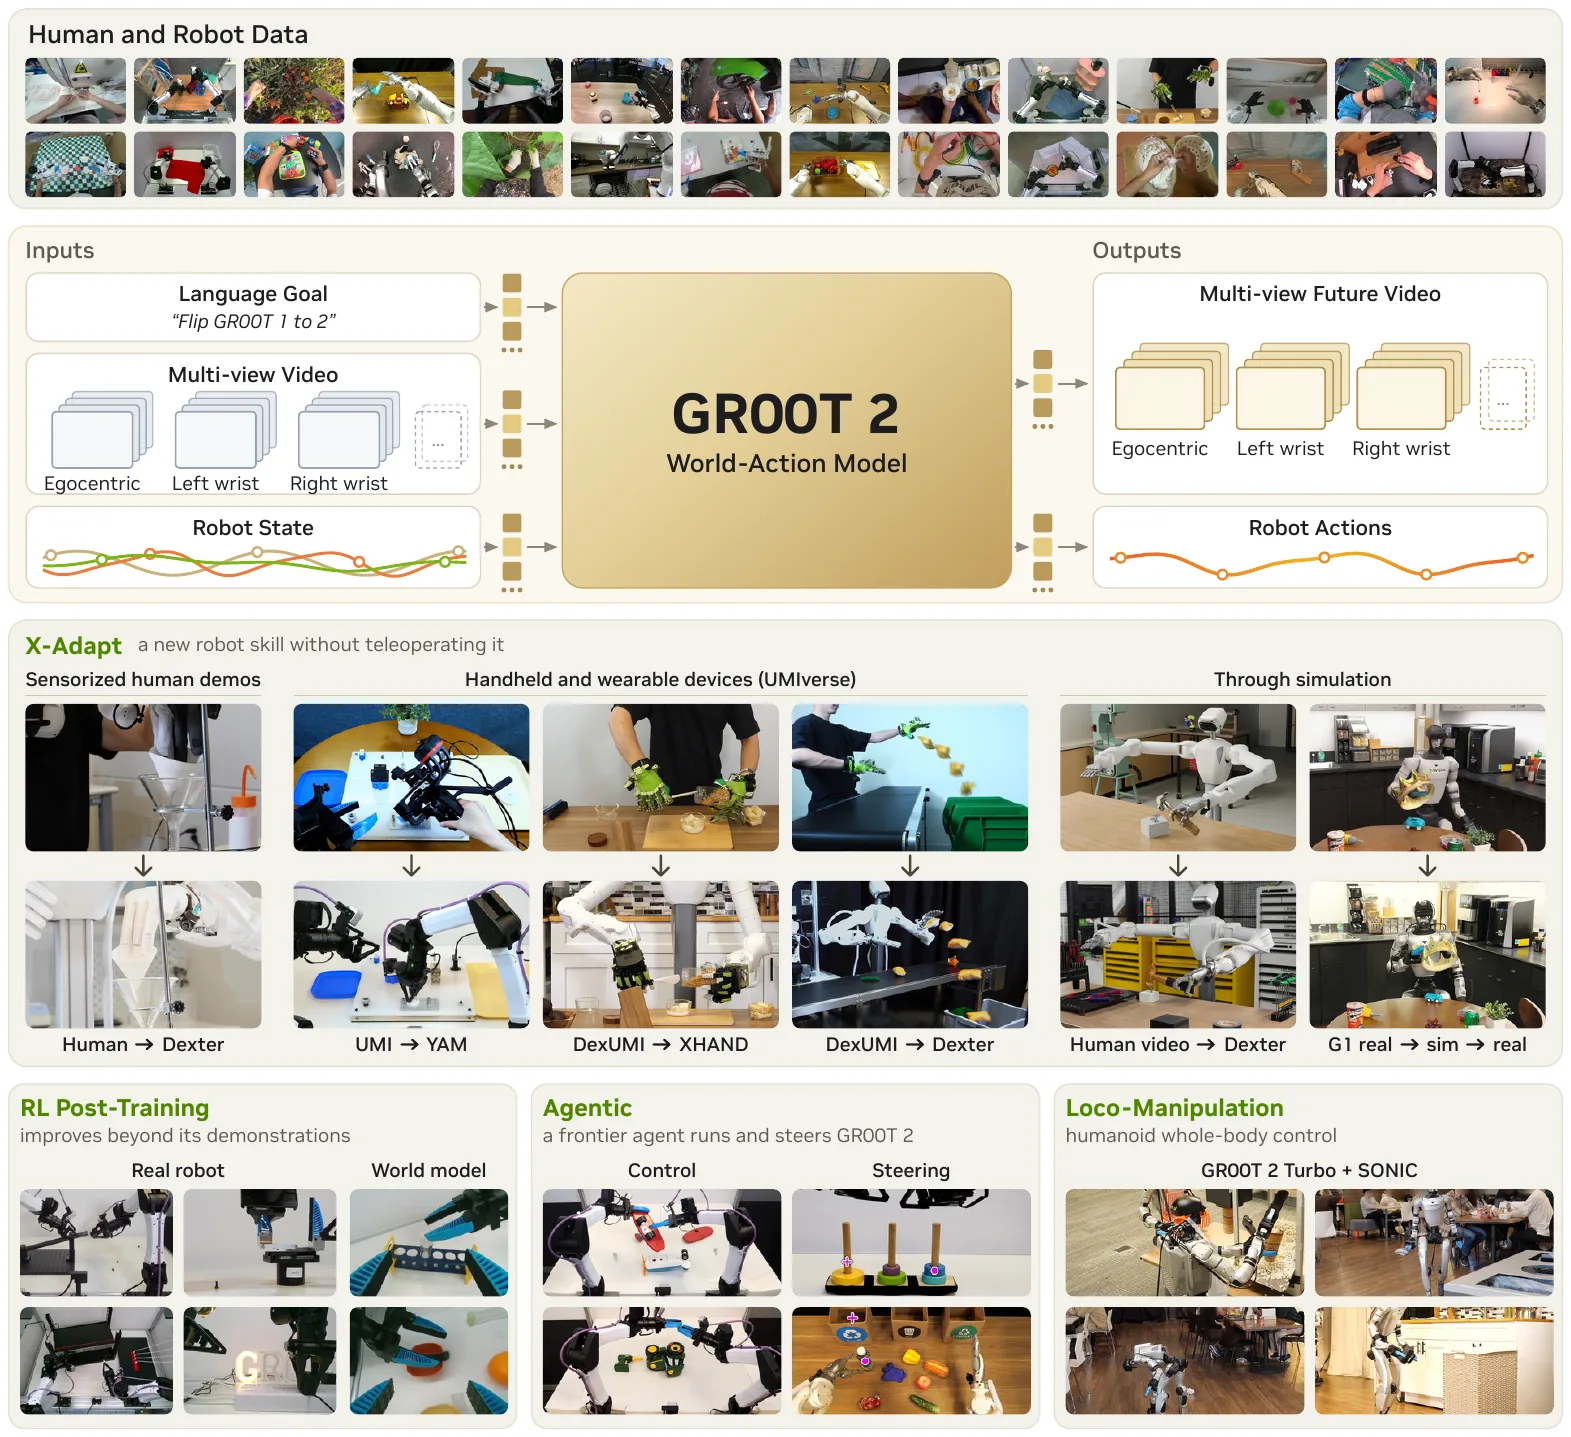 Human and Robot Data
Inputs
Outputs
Language Goal
“Flip GR00T 1 to 2”
Multi-view Video
...
Egocentric
Left wrist
Right wrist
Robot State
GR00T 2
World-Action Model
Multi-view Future Video
...
Egocentric
Left wrist
Right wrist
Robot Actions
X-Adapt a new robot skill without teleoperating it
Sensorized human demos
Handheld and wearable devices (UMIverse)
Through simulation
Human → Dexter
UMI → YAM
DexUMI → XHAND
DexUMI → Dexter
Human video → Dexter
G1 real → sim → real
RL Post-Training
improves beyond its demonstrations
Real robot
World model
Agentic
a frontier agent runs and steers GR00T 2
Control
Steering
Loco-Manipulation
humanoid whole-body control
GR00T 2 Turbo + SONIC